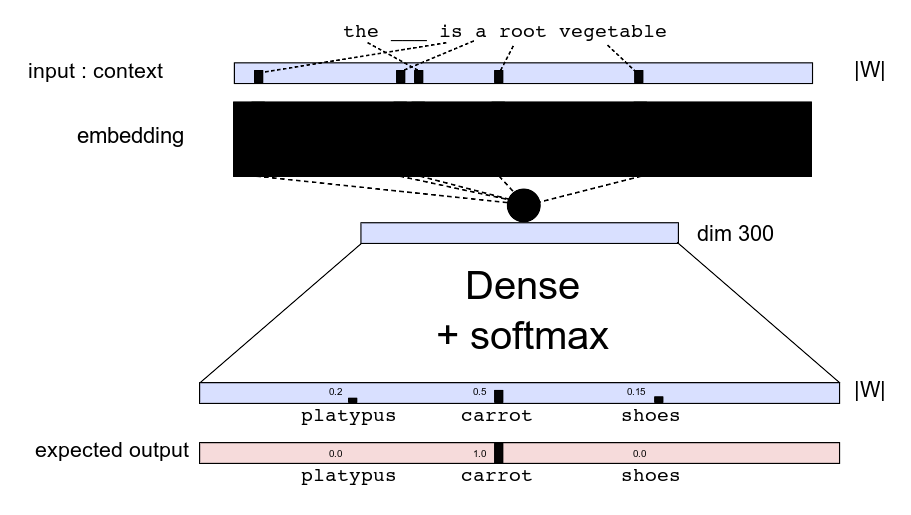 the ___ is a root vegetable
input : context
|W|
embedding
dim 300
Dense
+ softmax
0.2 0.5 0.15
|W|
platypus carrot shoes
expected output
0.0 1.0 0.0
platypus carrot shoes